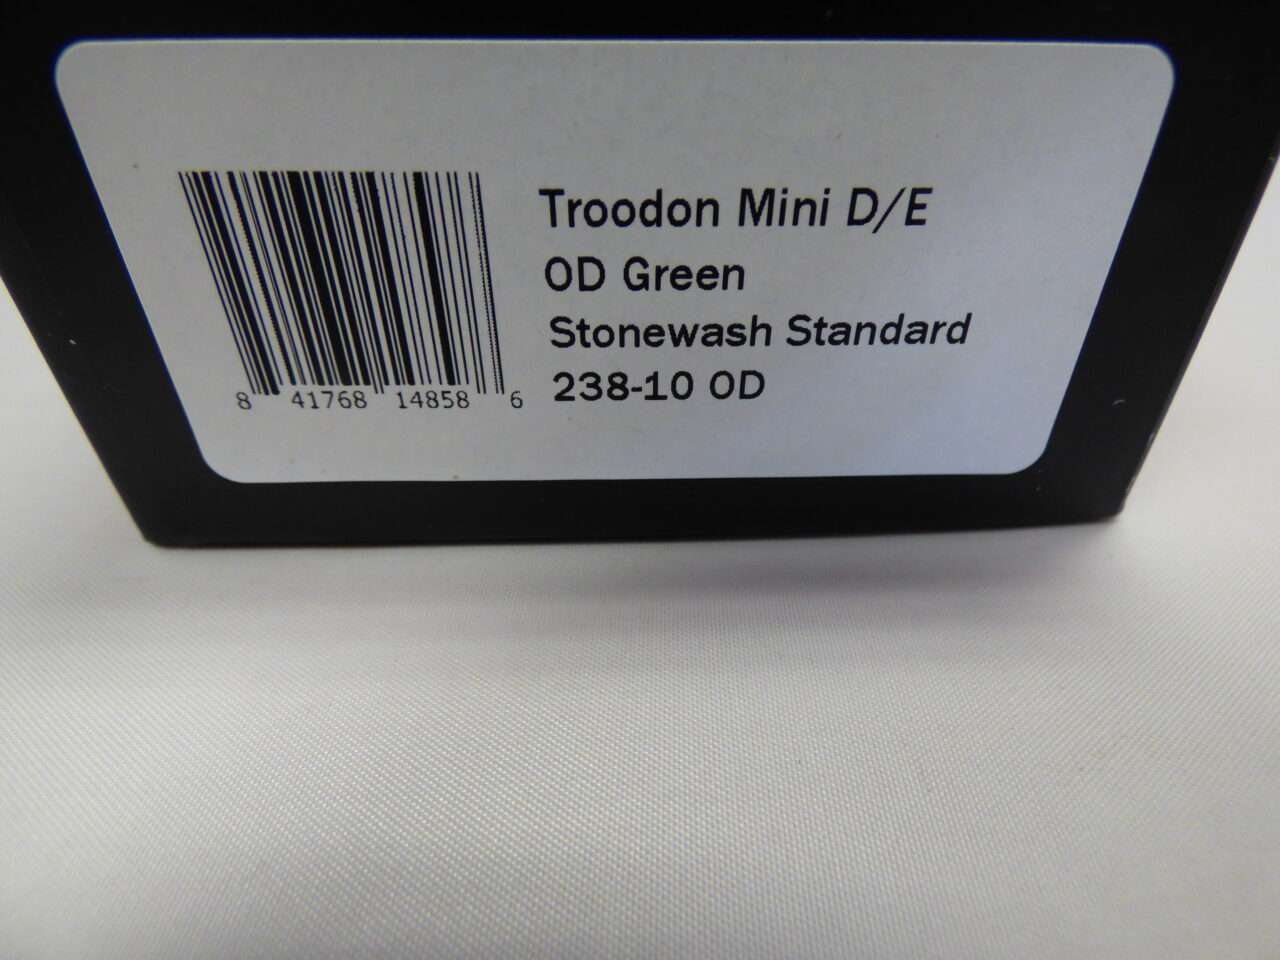 Troodon Mini D/E
OD Green
Stonewash Standard
238-10 OD
8 41768 14858 6